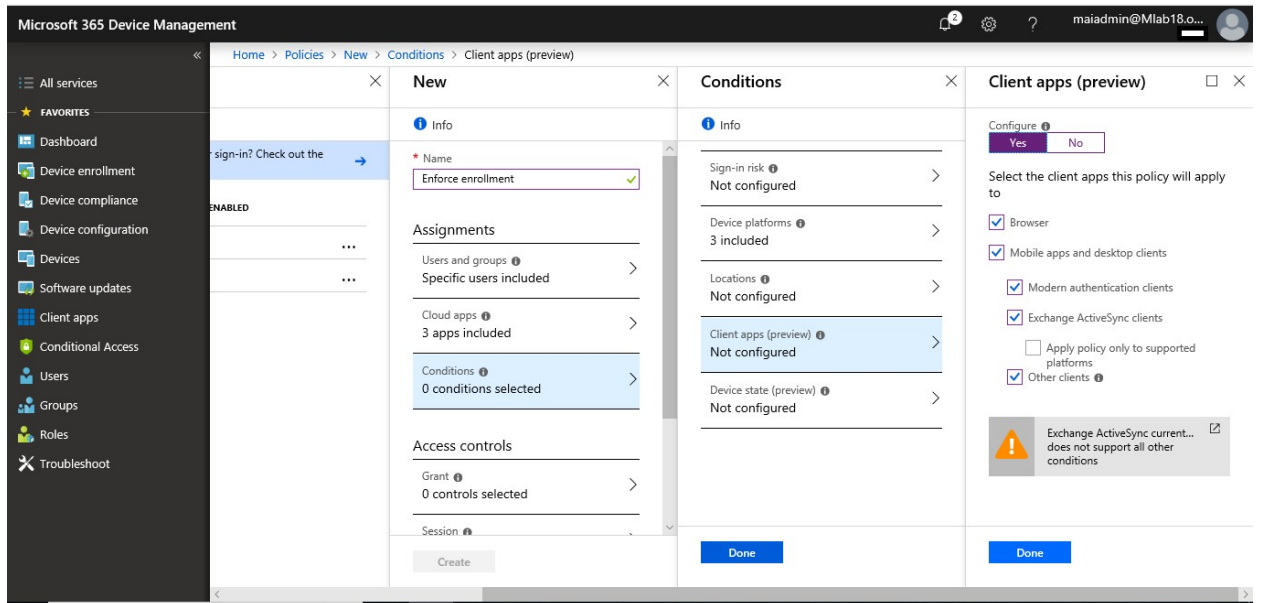 Microsoft 365 Device Management
2
?
maiadmin@Mlab18.o...
«
Home > Policies > New > Conditions > Client apps (preview)
All services
FAVORITES
Dashboard
Device enrollment
Device compliance
Device configuration
Devices
Software updates
Client apps
Conditional Access
Users
Groups
Roles
Troubleshoot
sign-in? Check out the
ENABLED
...
...
New
Info
* Name
Enforce enrollment
Assignments
Users and groups
Specific users included
Cloud apps
3 apps included
Conditions
0 conditions selected
Access controls
Grant
0 controls selected
Session
Create
Conditions
Info
Sign-in risk
Not configured
Device platforms
3 included
Locations
Not configured
Client apps (preview)
Not configured
Device state (preview)
Not configured
Done
Client apps (preview)
Configure
Yes No
Select the client apps this policy will apply
to
Browser
Mobile apps and desktop clients
Modern authentication clients
Exchange ActiveSync clients
Apply policy only to supported
platforms
Other clients
Exchange ActiveSync current...
does not support all other
conditions
Done